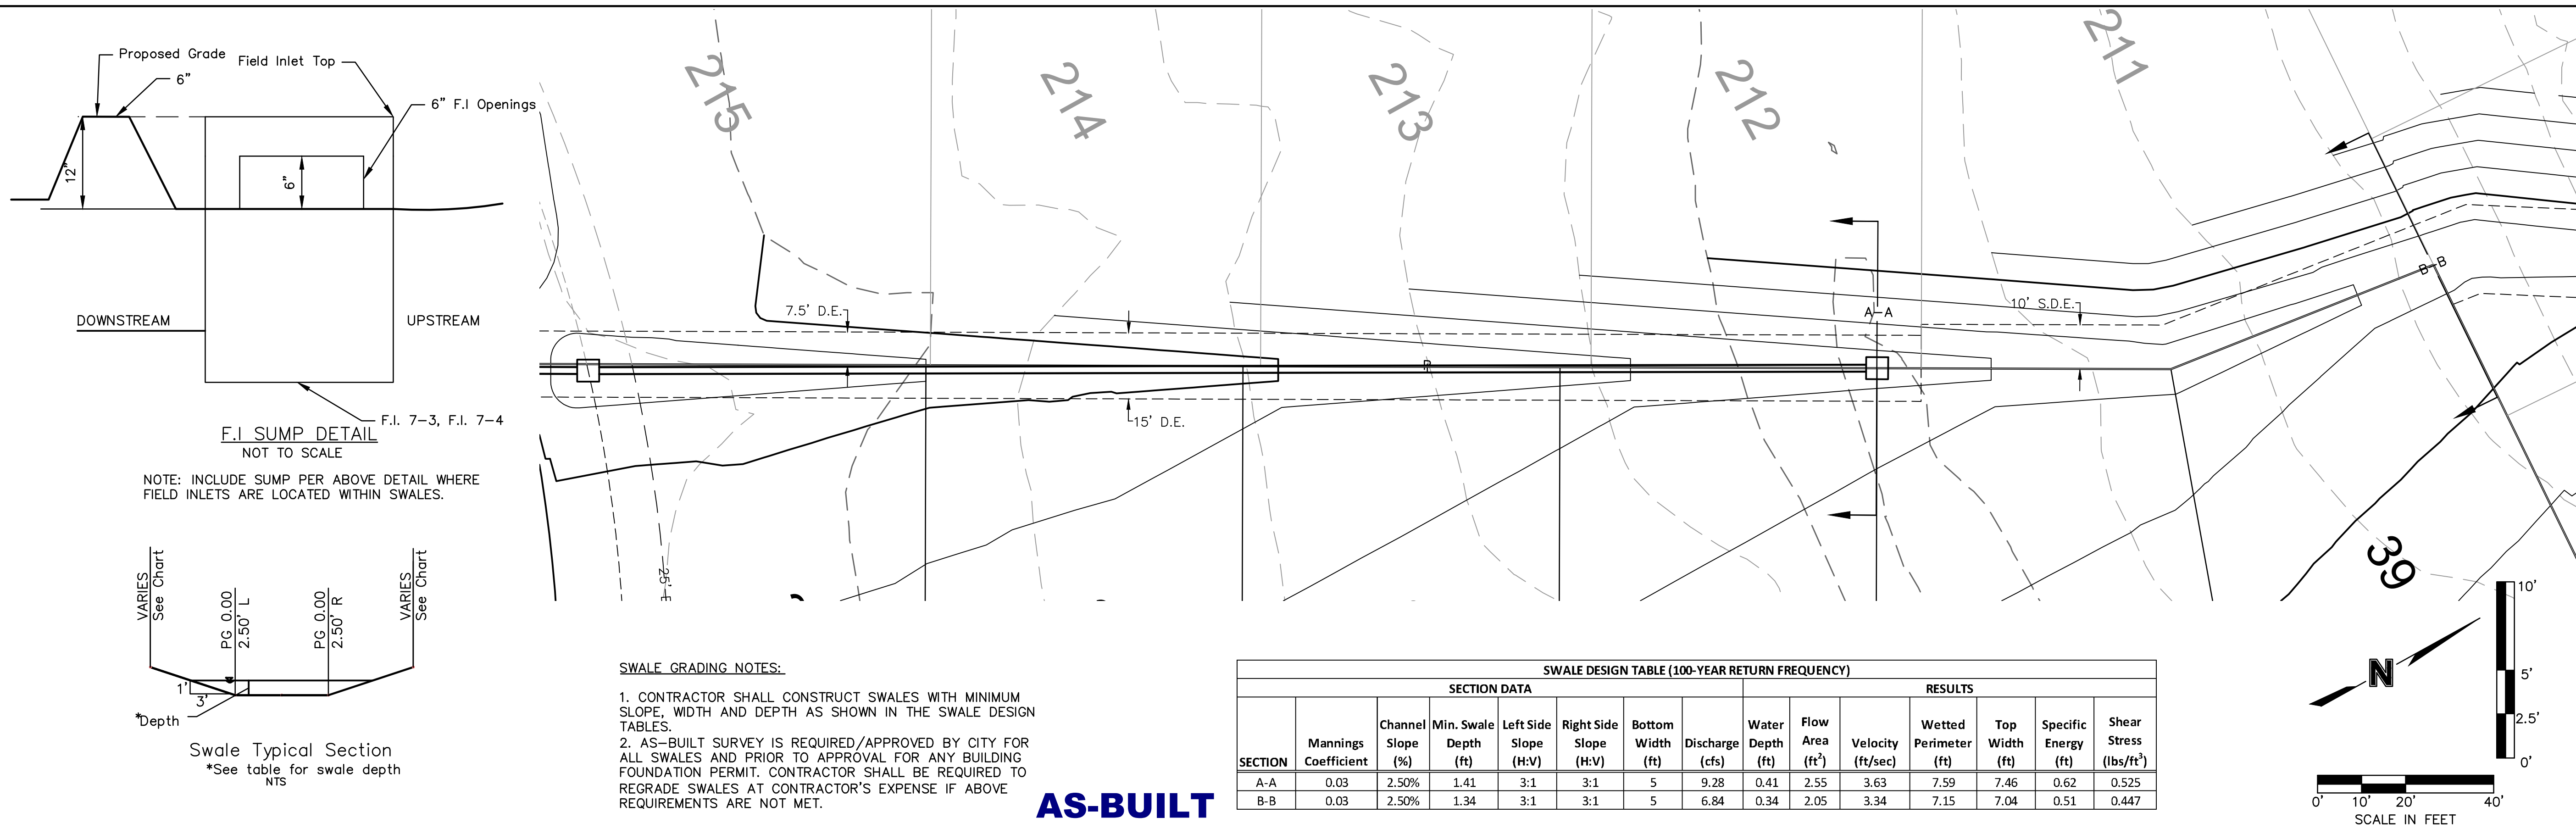 Proposed Grade
Field Inlet Top
6"
6" F.I Openings
12"
6"
DOWNSTREAM
UPSTREAM
F.I. 7-3, F.I. 7-4
F.I SUMP DETAIL
NOT TO SCALE
NOTE: INCLUDE SUMP PER ABOVE DETAIL WHERE
FIELD INLETS ARE LOCATED WITHIN SWALES.
VARIES
See Chart
PG 0.00
2.50' L
PG 0.00
2.50' R
VARIES
See Chart
1'
3'
*Depth
Swale Typical Section
*See table for swale depth
NTS
215
214
213
212
211
7.5' D.E.
15' D.E.
A-A
10' S.D.E.
B-B
39
SWALE GRADING NOTES:
1. CONTRACTOR SHALL CONSTRUCT SWALES WITH MINIMUM
SLOPE, WIDTH AND DEPTH AS SHOWN IN THE SWALE DESIGN
TABLES.
2. AS-BUILT SURVEY IS REQUIRED/APPROVED BY CITY FOR
ALL SWALES AND PRIOR TO APPROVAL FOR ANY BUILDING
FOUNDATION PERMIT. CONTRACTOR SHALL BE REQUIRED TO
REGRADE SWALES AT CONTRACTOR'S EXPENSE IF ABOVE
REQUIREMENTS ARE NOT MET.
AS-BUILT
SWALE DESIGN TABLE (100-YEAR RETURN FREQUENCY)
SECTION DATA RESULTS
SECTION Mannings Coefficient Channel Slope (%) Min. Swale Depth (ft) Left Side Slope (H:V) Right Side Slope (H:V) Bottom Width (ft) Discharge (cfs) Water Depth (ft) Flow Area (ft²) Velocity (ft/sec) Wetted Perimeter (ft) Top Width (ft) Specific Energy (ft) Shear Stress (lbs/ft³)
A-A 0.03 2.50% 1.41 3:1 3:1 5 9.28 0.41 2.55 3.63 7.59 7.46 0.62 0.525
B-B 0.03 2.50% 1.34 3:1 3:1 5 6.84 0.34 2.05 3.34 7.15 7.04 0.51 0.447
N
10'
5'
2.5'
0'
0' 10' 20' 40'
SCALE IN FEET